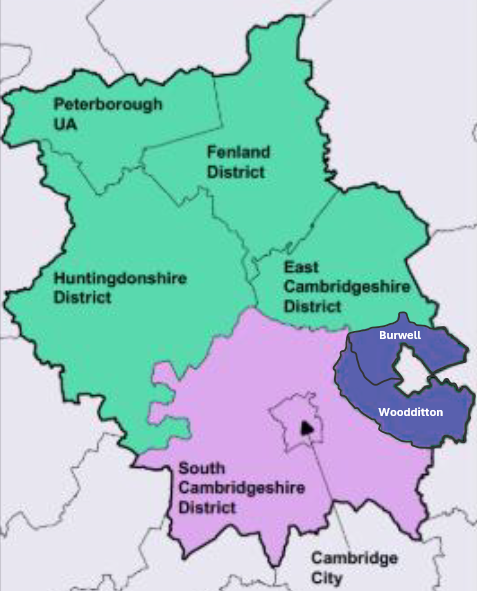 Peterborough
UA
Fenland
District
Huntingdonshire
District
East
Cambridgeshire
District
Burwell
Woodditton
South
Cambridgeshire
District
Cambridge
City